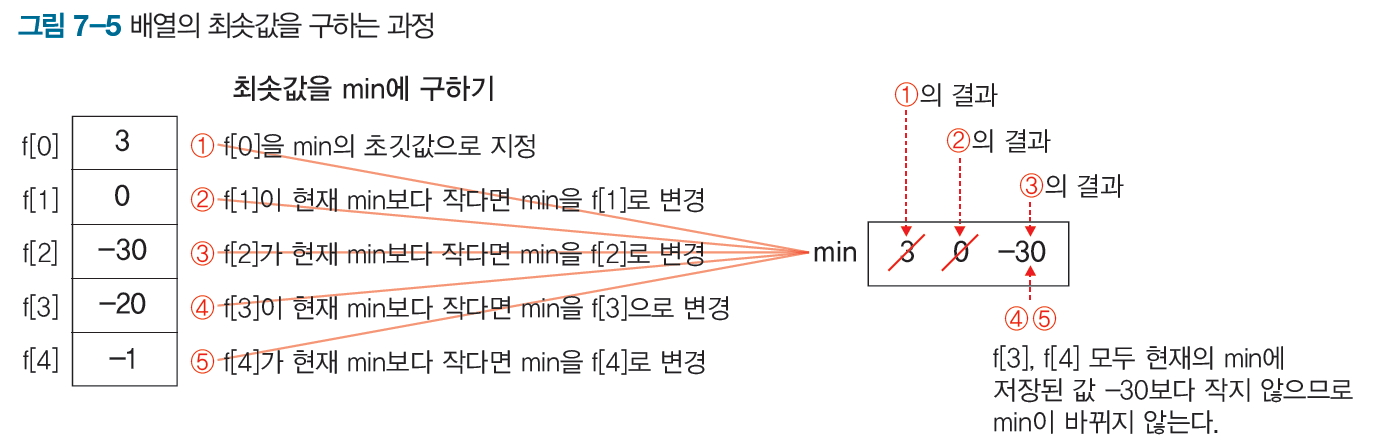 그림 7-5 배열의 최솟값을 구하는 과정
최솟값을 min에 구하기
f[0] 3 ① f[0]을 min의 초깃값으로 지정
f[1] 0 ② f[1]이 현재 min보다 작다면 min을 f[1]로 변경
f[2] -30 ③ f[2]가 현재 min보다 작다면 min을 f[2]로 변경
f[3] -20 ④ f[3]이 현재 min보다 작다면 min을 f[3]으로 변경
f[4] -1 ⑤ f[4]가 현재 min보다 작다면 min을 f[4]로 변경
①의 결과
②의 결과
③의 결과
min 3 0 -30
④ ⑤
f[3], f[4] 모두 현재의 min에
저장된 값 -30보다 작지 않으므로
min이 바뀌지 않는다.